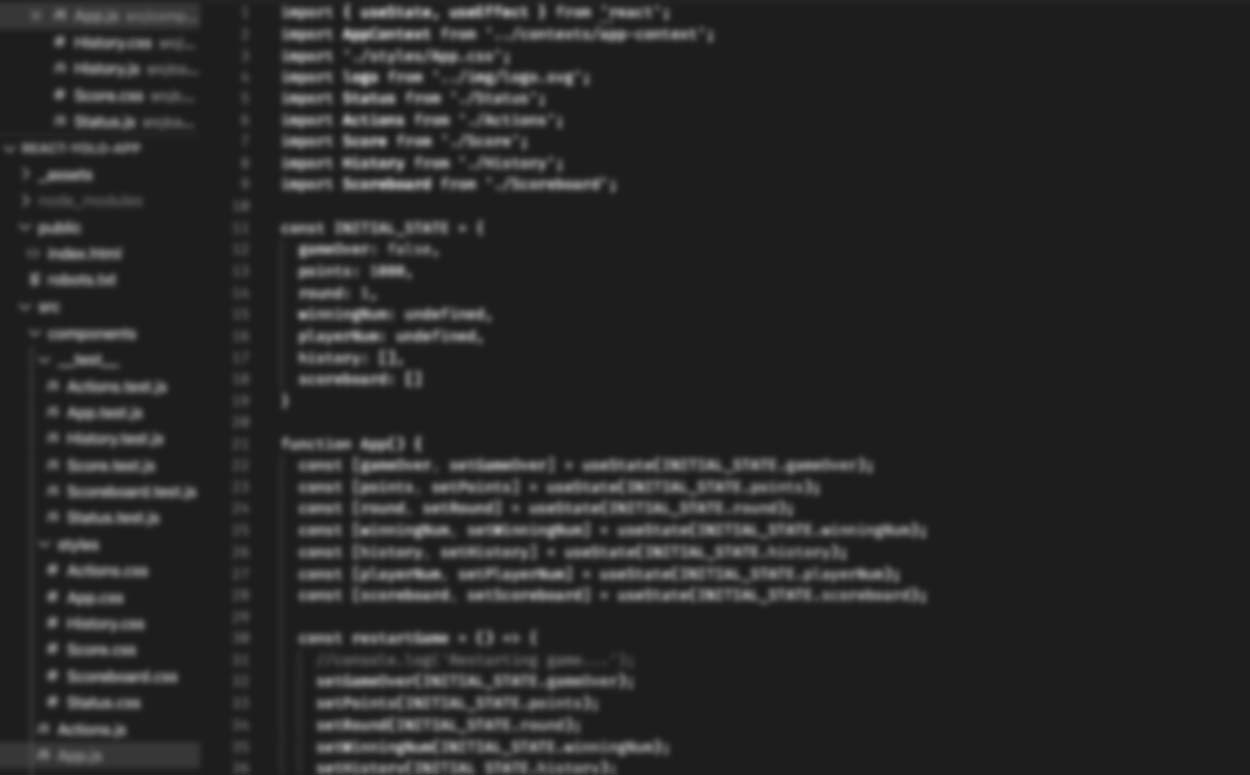 App.js
History.css
History.js
Score.css
Status.js
REACT-YOLO-APP
_assets
node_modules
public
index.html
robots.txt
src
components
__test__
Actions.test.js
App.test.js
History.test.js
Score.test.js
Scoreboard.test.js
Status.test.js
styles
Actions.css
App.css
History.css
Score.css
Scoreboard.css
Status.css
Actions.js
App.js
1 import { useState, useEffect } from 'react';
2 import AppContext from '../contexts/app-context';
3 import './styles/App.css';
4 import logo from '../img/logo.svg';
5 import Status from './Status';
6 import Actions from './Actions';
7 import Score from './Score';
8 import History from './History';
9 import Scoreboard from './Scoreboard';
10
11 const INITIAL_STATE = {
12 gameOver: false,
13 points: 1000,
14 round: 1,
15 winningNum: undefined,
16 playerNum: undefined,
17 history: [],
18 scoreboard: []
19 }
20
21 function App() {
22 const [gameOver, setGameOver] = useState(INITIAL_STATE.gameOver);
23 const [points, setPoints] = useState(INITIAL_STATE.points);
24 const [round, setRound] = useState(INITIAL_STATE.round);
25 const [winningNum, setWinningNum] = useState(INITIAL_STATE.winningNum);
26 const [history, setHistory] = useState(INITIAL_STATE.history);
27 const [playerNum, setPlayerNum] = useState(INITIAL_STATE.playerNum);
28 const [scoreboard, setScoreboard] = useState(INITIAL_STATE.scoreboard);
29
30 const restartGame = () => {
31 //console.log('Restarting game...');
32 setGameOver(INITIAL_STATE.gameOver);
33 setPoints(INITIAL_STATE.points);
34 setRound(INITIAL_STATE.round);
35 setWinningNum(INITIAL_STATE.winningNum);
36 setHistory(INITIAL_STATE.history);